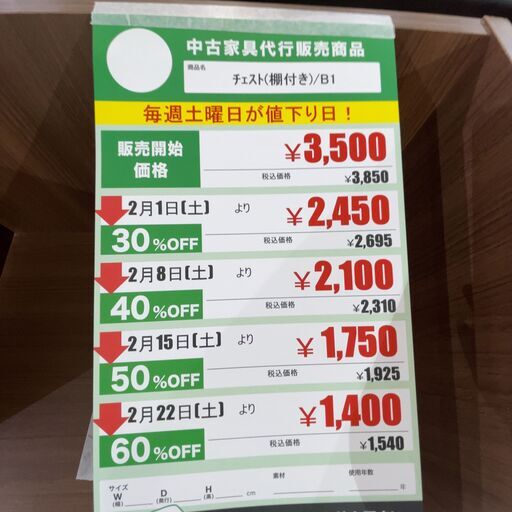 中古家具代行販売商品
商品名
チェスト(棚付き)/B1
毎週土曜日が値下り日！
販売開始
価格
¥3,500
税込価格 ¥3,850
2月1日(土) より ¥2,450
30%OFF 税込価格 ¥2,695
2月8日(土) より ¥2,100
40%OFF 税込価格 ¥2,310
2月15日(土) より ¥1,750
50%OFF 税込価格 ¥1,925
2月22日(土) より ¥1,400
60%OFF 税込価格 ¥1,540
サイズ 素材 使用年数
W(幅) D(奥行) H(高) cm 年